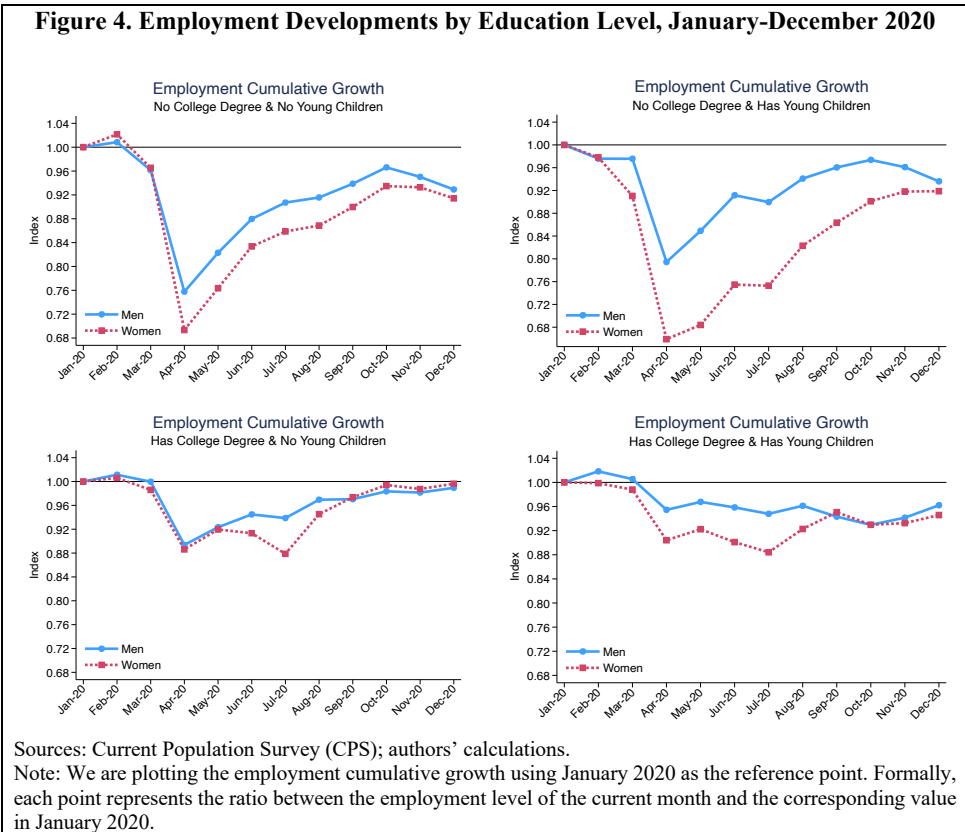 Figure 4. Employment Developments by Education Level, January-December 2020
Employment Cumulative Growth
No College Degree & No Young Children
1.04
1.00
0.96
0.92
0.88
0.84
0.80
0.76
0.72
0.68
Index
Men
Women
Jan-20
Feb-20
Mar-20
Apr-20
May-20
Jun-20
Jul-20
Aug-20
Sep-20
Oct-20
Nov-20
Dec-20
Employment Cumulative Growth
No College Degree & Has Young Children
1.04
1.00
0.96
0.92
0.88
0.84
0.80
0.76
0.72
0.68
Index
Men
Women
Jan-20
Feb-20
Mar-20
Apr-20
May-20
Jun-20
Jul-20
Aug-20
Sep-20
Oct-20
Nov-20
Dec-20
Employment Cumulative Growth
Has College Degree & No Young Children
1.04
1.00
0.96
0.92
0.88
0.84
0.80
0.76
0.72
0.68
Index
Men
Women
Jan-20
Feb-20
Mar-20
Apr-20
May-20
Jun-20
Jul-20
Aug-20
Sep-20
Oct-20
Nov-20
Dec-20
Employment Cumulative Growth
Has College Degree & Has Young Children
1.04
1.00
0.96
0.92
0.88
0.84
0.80
0.76
0.72
0.68
Index
Men
Women
Jan-20
Feb-20
Mar-20
Apr-20
May-20
Jun-20
Jul-20
Aug-20
Sep-20
Oct-20
Nov-20
Dec-20
Sources: Current Population Survey (CPS); authors' calculations.
Note: We are plotting the employment cumulative growth using January 2020 as the reference point. Formally,
each point represents the ratio between the employment level of the current month and the corresponding value
in January 2020.